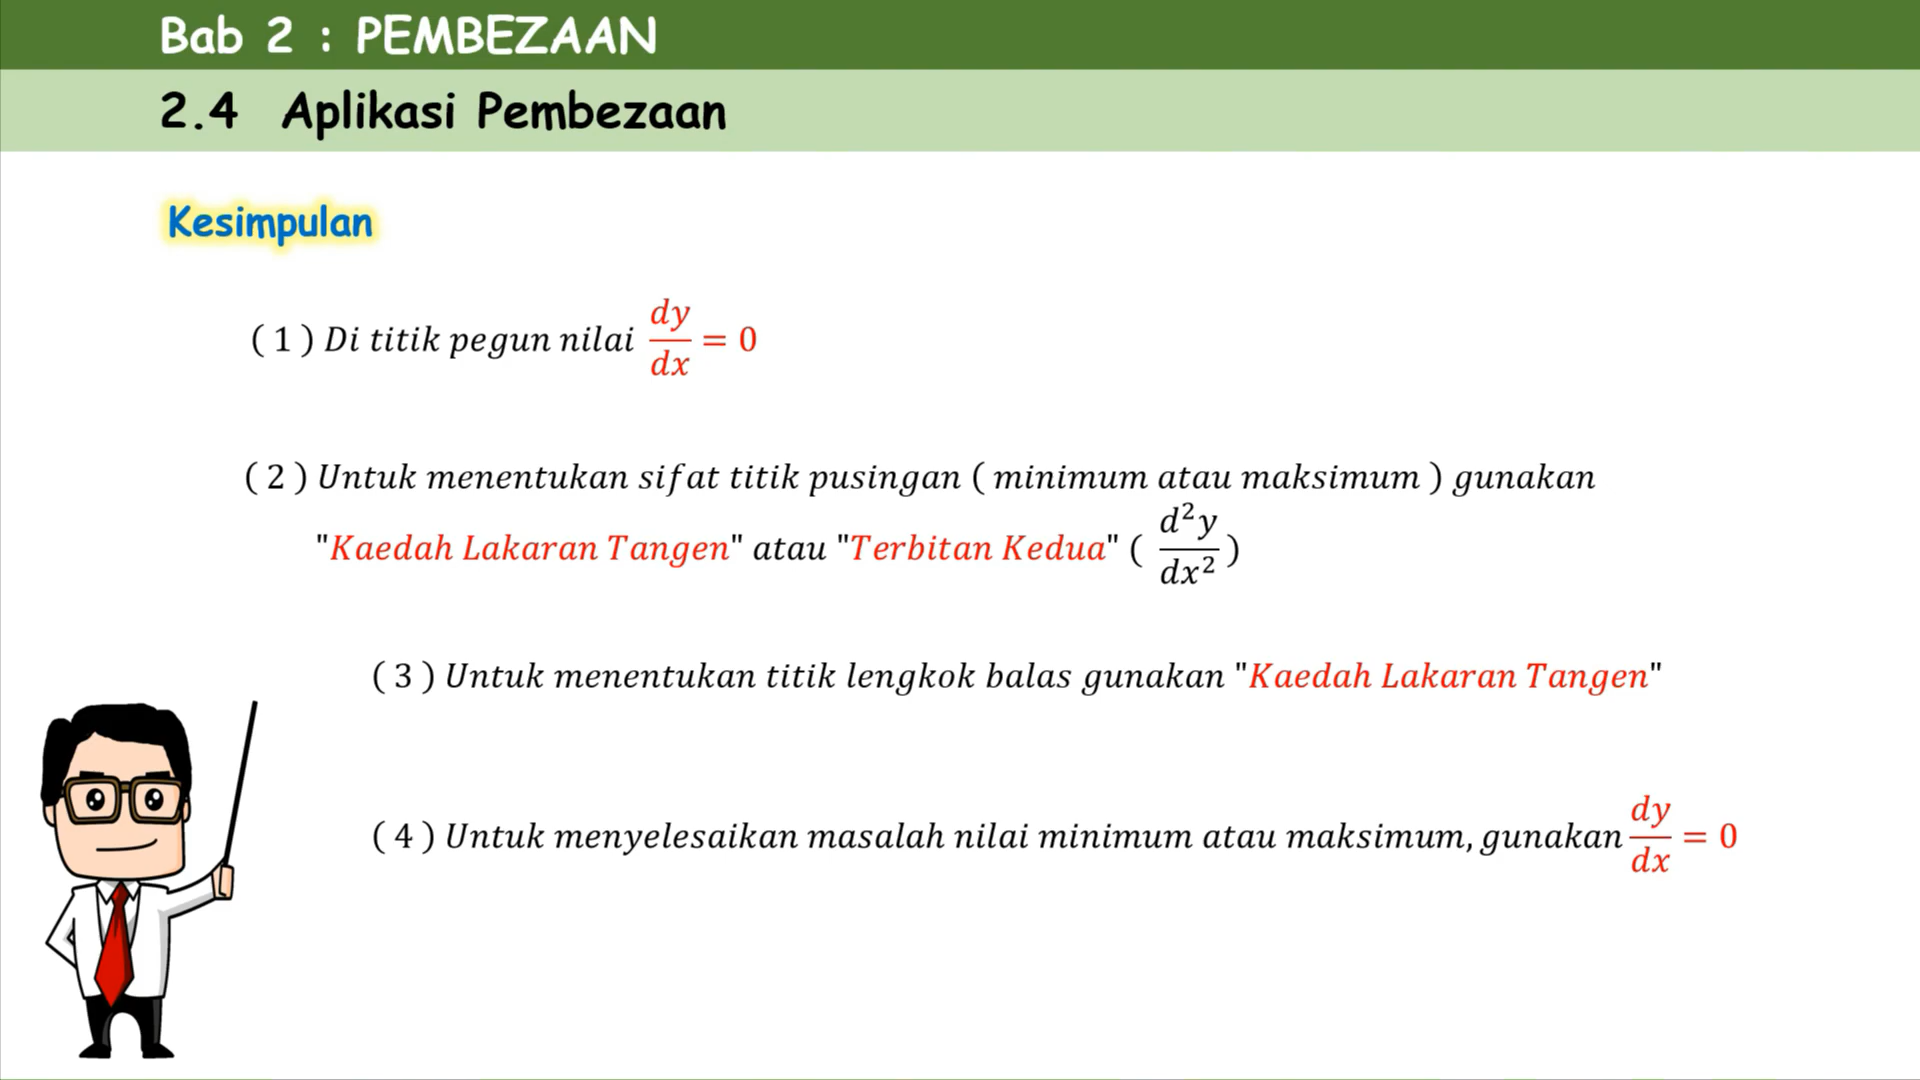 Bab 2 : PEMBEZAAN
2.4 Aplikasi Pembezaan
Kesimpulan
( 1 ) Di titik pegun nilai dy/dx = 0
( 2 ) Untuk menentukan sifat titik pusingan ( minimum atau maksimum ) gunakan
"Kaedah Lakaran Tangen" atau "Terbitan Kedua" ( d²y/dx² )
( 3 ) Untuk menentukan titik lengkok balas gunakan "Kaedah Lakaran Tangen"
( 4 ) Untuk menyelesaikan masalah nilai minimum atau maksimum, gunakan dy/dx = 0